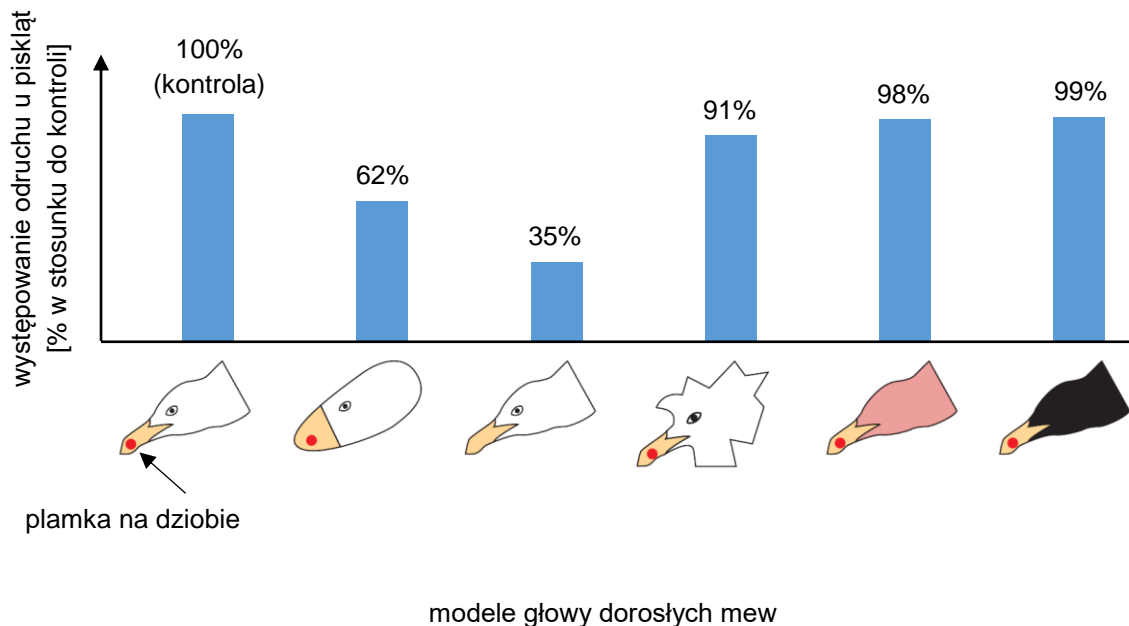 występowanie odruchu u piskląt
[% w stosunku do kontroli]
100%
(kontrola)
62%
35%
91%
98%
99%
plamka na dziobie
modele głowy dorosłych mew